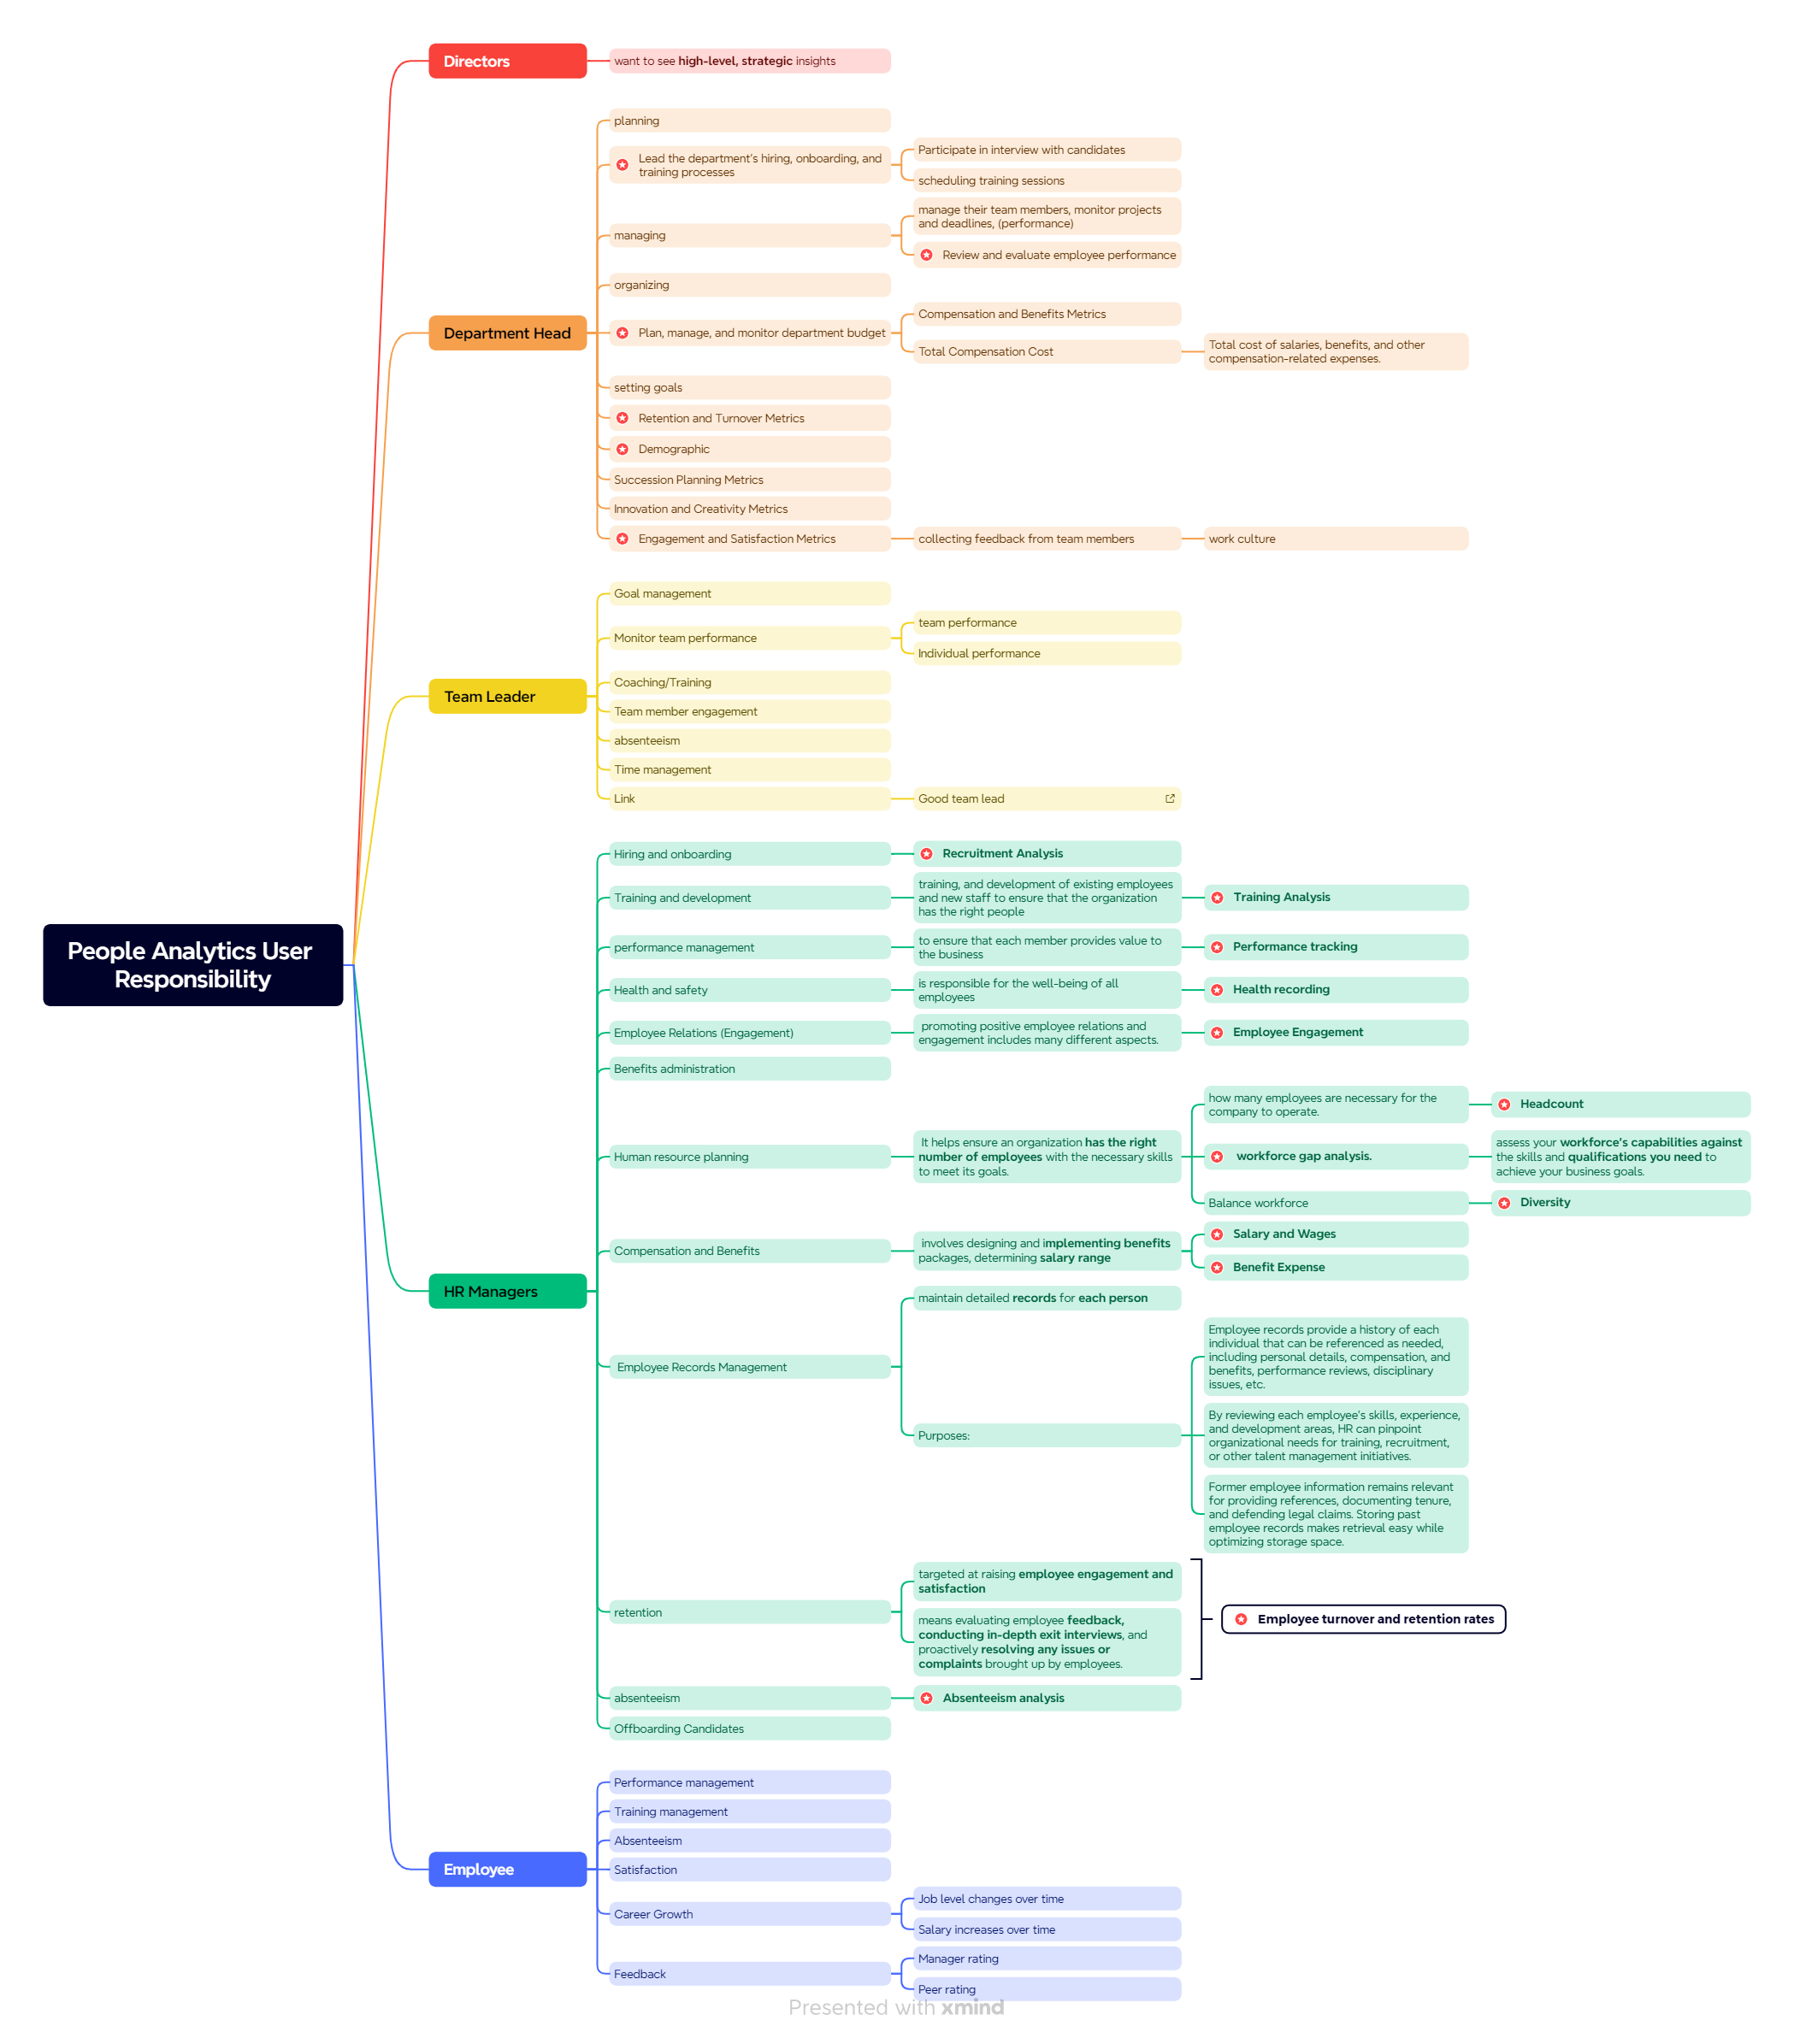 People Analytics User
Responsibility
Directors
want to see high-level, strategic insights
Department Head
planning
Lead the department's hiring, onboarding, and
training processes
Participate in interview with candidates
scheduling training sessions
managing
manage their team members, monitor projects
and deadlines, (performance)
Review and evaluate employee performance
organizing
Plan, manage, and monitor department budget
Compensation and Benefits Metrics
Total Compensation Cost
Total cost of salaries, benefits, and other
compensation-related expenses.
setting goals
Retention and Turnover Metrics
Demographic
Succession Planning Metrics
Innovation and Creativity Metrics
Engagement and Satisfaction Metrics
collecting feedback from team members
work culture
Team Leader
Goal management
Monitor team performance
team performance
Individual performance
Coaching/Training
Team member engagement
absenteeism
Time management
Link
Good team lead
HR Managers
Hiring and onboarding
Recruitment Analysis
Training and development
training, and development of existing employees
and new staff to ensure that the organization
has the right people
Training Analysis
performance management
to ensure that each member provides value to
the business
Performance tracking
Health and safety
is responsible for the well-being of all
employees
Health recording
Employee Relations (Engagement)
promoting positive employee relations and
engagement includes many different aspects.
Employee Engagement
Benefits administration
Human resource planning
It helps ensure an organization has the right
number of employees with the necessary skills
to meet its goals.
how many employees are necessary for the
company to operate.
Headcount
workforce gap analysis.
assess your workforce's capabilities against
the skills and qualifications you need to
achieve your business goals.
Balance workforce
Diversity
Compensation and Benefits
involves designing and implementing benefits
packages, determining salary range
Salary and Wages
Benefit Expense
Employee Records Management
maintain detailed records for each person
Purposes:
Employee records provide a history of each
individual that can be referenced as needed,
including personal details, compensation, and
benefits, performance reviews, disciplinary
issues, etc.
By reviewing each employee's skills, experience,
and development areas, HR can pinpoint
organizational needs for training, recruitment,
or other talent management initiatives.
Former employee information remains relevant
for providing references, documenting tenure,
and defending legal claims. Storing past
employee records makes retrieval easy while
optimizing storage space.
retention
targeted at raising employee engagement and
satisfaction
means evaluating employee feedback,
conducting in-depth exit interviews, and
proactively resolving any issues or
complaints brought up by employees.
Employee turnover and retention rates
absenteeism
Absenteeism analysis
Offboarding Candidates
Employee
Performance management
Training management
Absenteeism
Satisfaction
Career Growth
Job level changes over time
Salary increases over time
Feedback
Manager rating
Peer rating
Presented with xmind